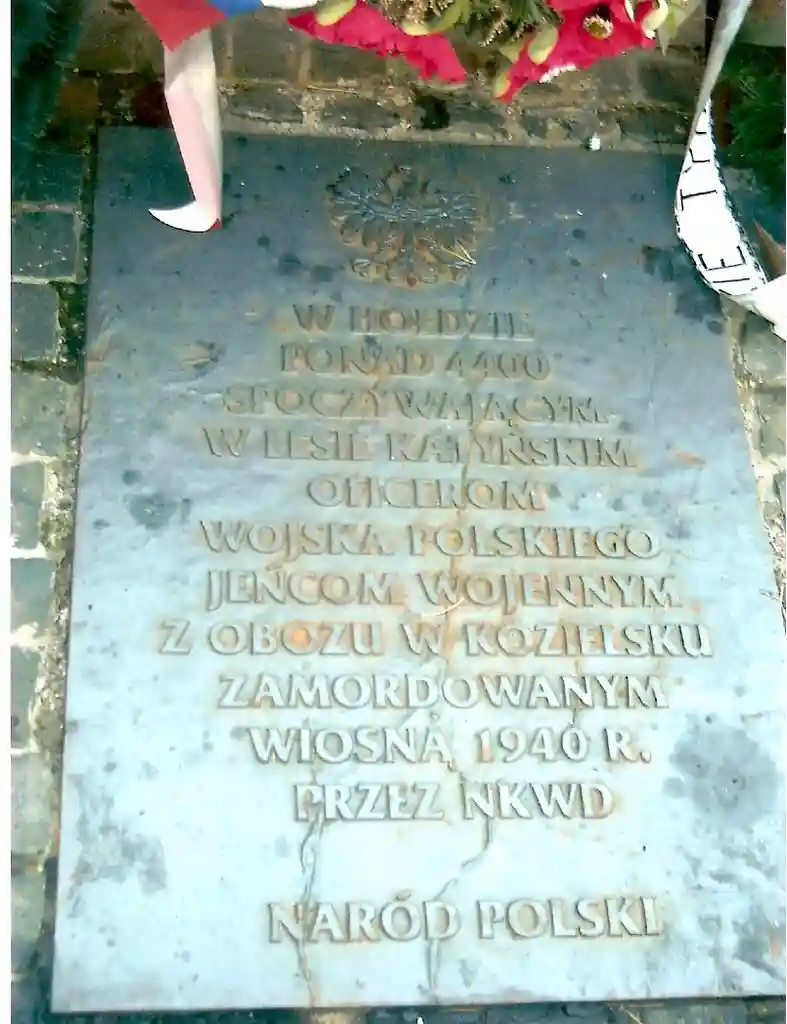 W HOŁDZIE
PONAD 4400
SPOCZYWAJĄCYM
W LESIE KATYŃSKIM
OFICEROM
WOJSKA POLSKIEGO
JEŃCOM WOJENNYM
Z OBOZU W KOZIELSKU
ZAMORDOWANYM
WIOSNĄ 1940 R.
PRZEZ NKWD
NARÓD POLSKI